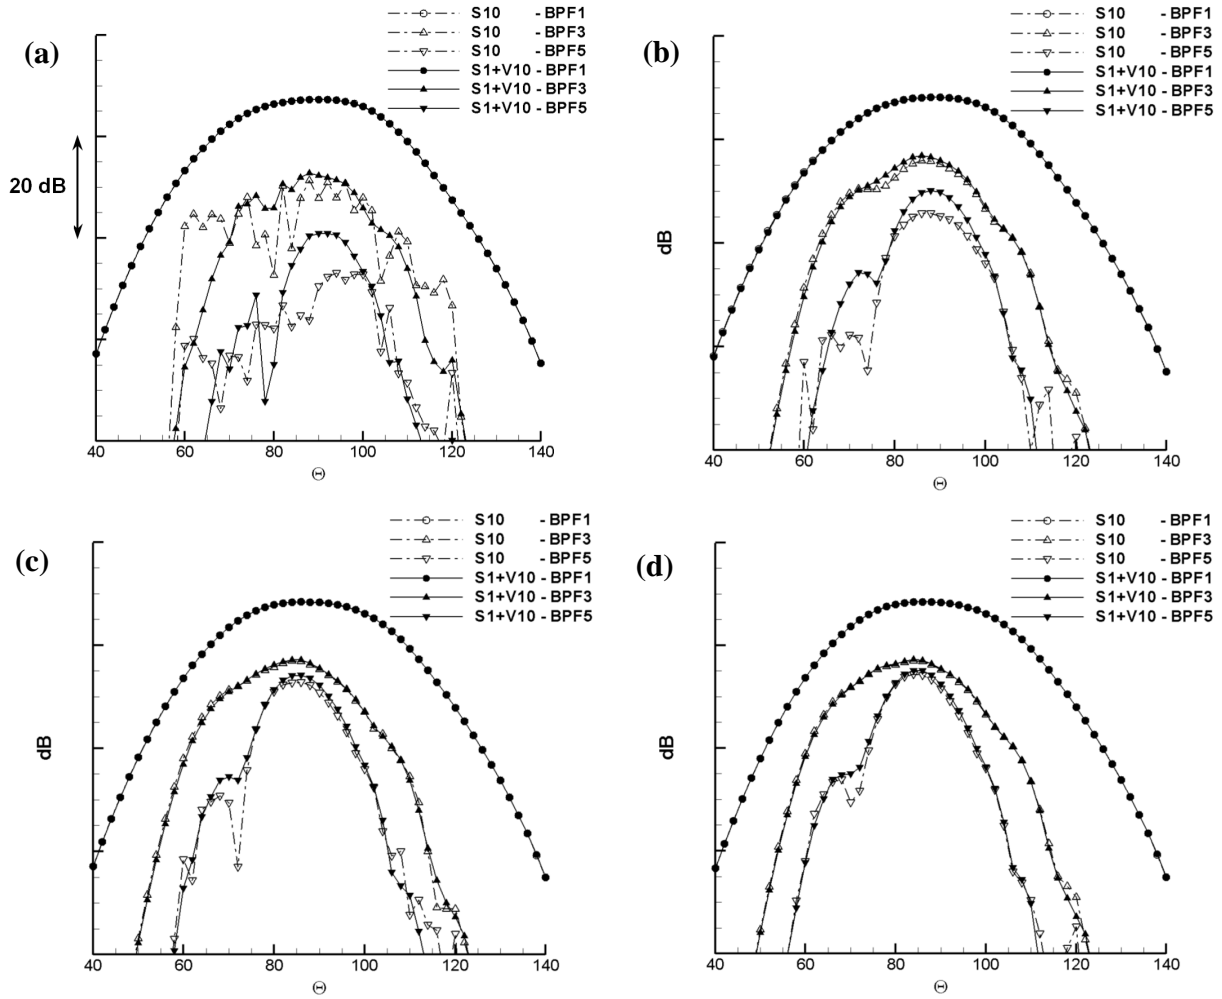 (a)
S10 - BPF1
S10 - BPF3
S10 - BPF5
S1+V10 - BPF1
S1+V10 - BPF3
S1+V10 - BPF5
20 dB
40 60 80 100 120 140
Θ
(b)
S10 - BPF1
S10 - BPF3
S10 - BPF5
S1+V10 - BPF1
S1+V10 - BPF3
S1+V10 - BPF5
dB
40 60 80 100 120 140
Θ
(c)
S10 - BPF1
S10 - BPF3
S10 - BPF5
S1+V10 - BPF1
S1+V10 - BPF3
S1+V10 - BPF5
dB
40 60 80 100 120 140
Θ
(d)
S10 - BPF1
S10 - BPF3
S10 - BPF5
S1+V10 - BPF1
S1+V10 - BPF3
S1+V10 - BPF5
dB
40 60 80 100 120 140
Θ